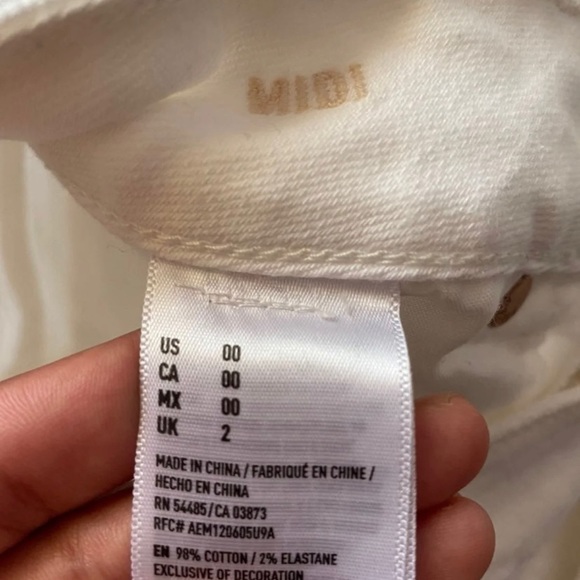 MIDI
US 00
CA 00
MX 00
UK 2
MADE IN CHINA / FABRIQUÉ EN CHINE /
HECHO EN CHINA
RN 54485/CA 03873
RFC# AEM120605U9A
EN 98% COTTON / 2% ELASTANE
EXCLUSIVE OF DECORATION